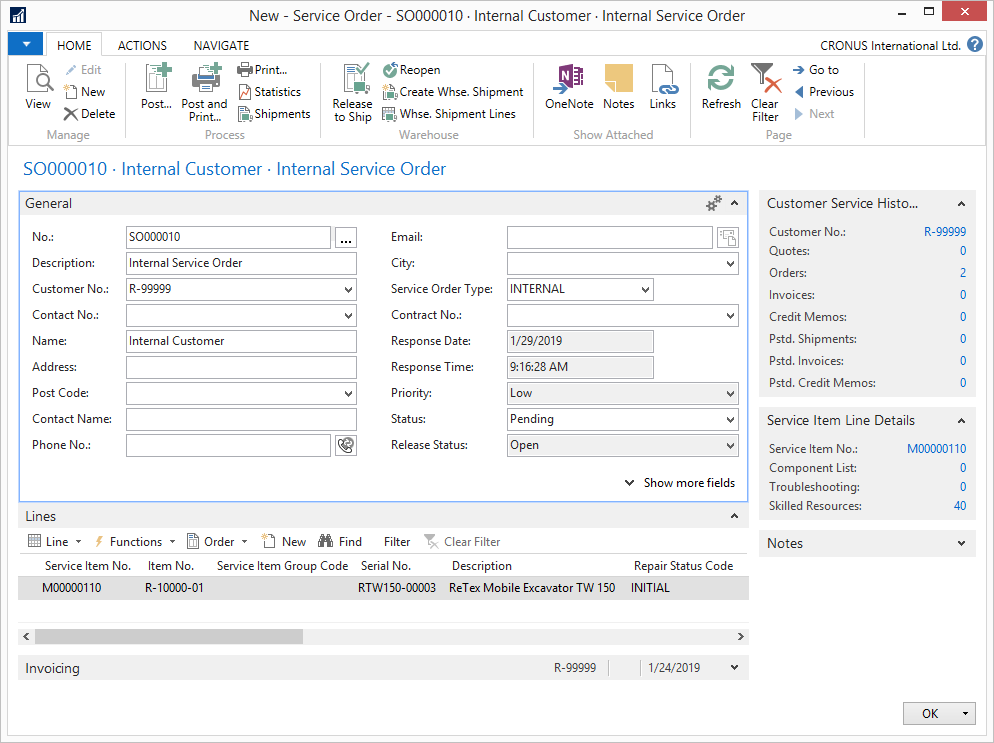 New - Service Order - SO000010 · Internal Customer · Internal Service Order
HOME ACTIONS NAVIGATE CRONUS International Ltd. ?
View
Edit
New
Delete
Manage
Post...
Post and Print...
Print...
Statistics
Shipments
Process
Release to Ship
Reopen
Create Whse. Shipment
Whse. Shipment Lines
Warehouse
OneNote
Notes
Links
Show Attached
Refresh
Clear Filter
Go to
Previous
Next
Page
SO000010 · Internal Customer · Internal Service Order
General
No.: SO000010 ...
Description: Internal Service Order
Customer No.: R-99999
Contact No.:
Name: Internal Customer
Address:
Post Code:
Contact Name:
Phone No.:
Email:
City:
Service Order Type: INTERNAL
Contract No.:
Response Date: 1/29/2019
Response Time: 9:16:28 AM
Priority: Low
Status: Pending
Release Status: Open
Show more fields
Lines
Line Functions Order New Find Filter Clear Filter
Service Item No. Item No. Service Item Group Code Serial No. Description Repair Status Code
M00000110 R-10000-01 RTW150-00003 ReTex Mobile Excavator TW 150 INITIAL
Invoicing R-99999 1/24/2019
Customer Service Histo...
Customer No.: R-99999
Quotes: 0
Orders: 2
Invoices: 0
Credit Memos: 0
Pstd. Shipments: 0
Pstd. Invoices: 0
Pstd. Credit Memos: 0
Service Item Line Details
Service Item No.: M00000110
Component List: 0
Troubleshooting: 0
Skilled Resources: 40
Notes
OK